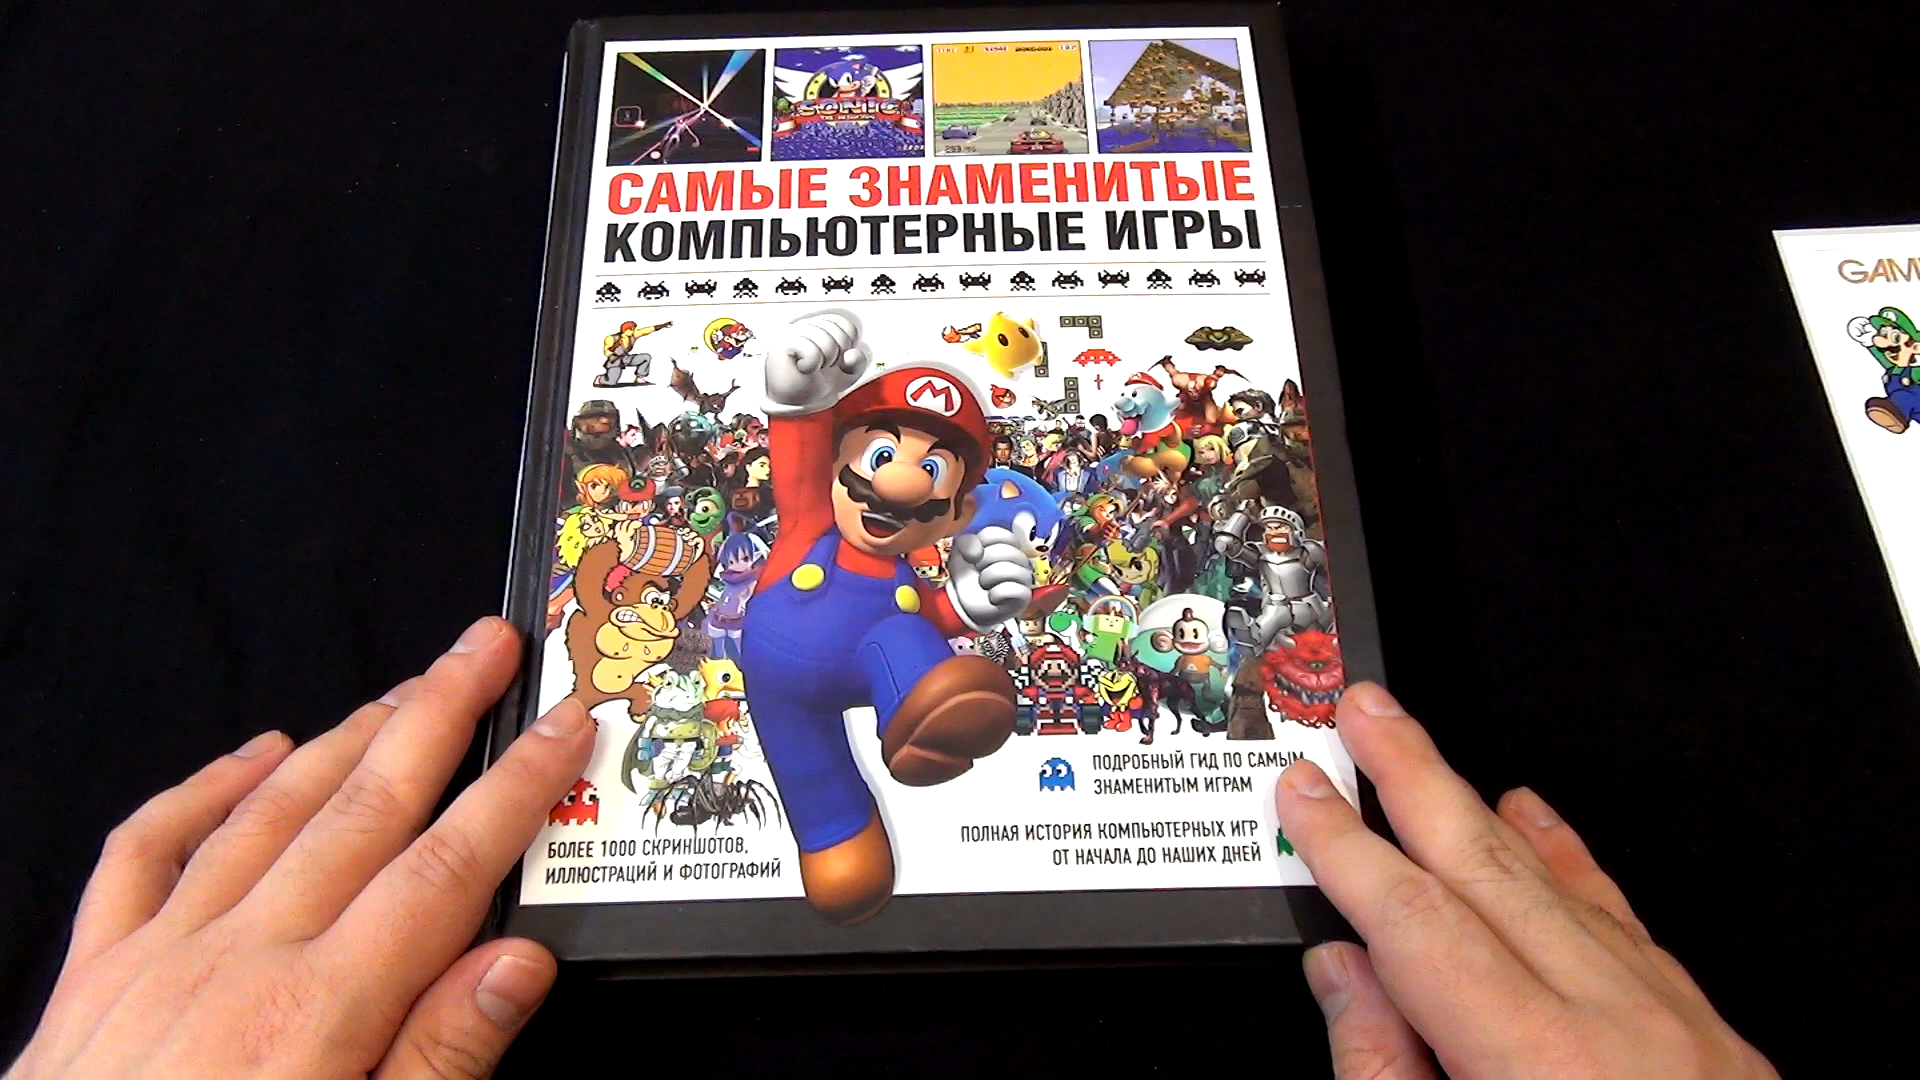 SONIC
САМЫЕ ЗНАМЕНИТЫЕ
КОМПЬЮТЕРНЫЕ ИГРЫ
M
ПОДРОБНЫЙ ГИД ПО САМЫМ
ЗНАМЕНИТЫМ ИГРАМ
ПОЛНАЯ ИСТОРИЯ КОМПЬЮТЕРНЫХ ИГР
ОТ НАЧАЛА ДО НАШИХ ДНЕЙ
БОЛЕЕ 1000 СКРИНШОТОВ,
ИЛЛЮСТРАЦИЙ И ФОТОГРАФИЙ
GAM